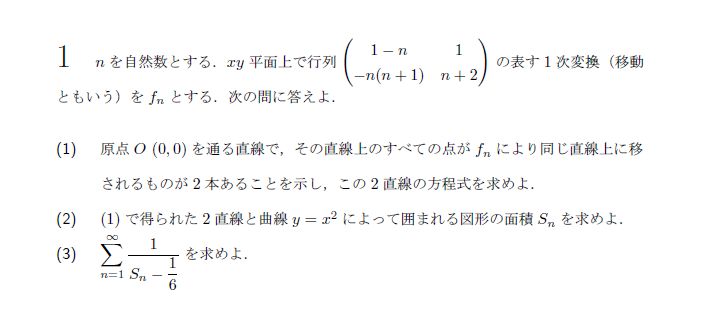 1 nを自然数とする．xy 平面上で行列 $\begin{pmatrix} 1-n & 1 \\ -n(n+1) & n+2 \end{pmatrix}$ の表す 1 次変換（移動
ともいう）を $f_n$ とする．次の問に答えよ．
(1) 原点 O (0,0) を通る直線で，その直線上のすべての点が $f_n$ により同じ直線上に移
されるものが 2 本あることを示し，この 2 直線の方程式を求めよ．
(2) (1) で得られた 2 直線と曲線 $y = x^2$ によって囲まれる図形の面積 $S_n$ を求めよ．
(3) $\sum_{n=1}^{\infty} \frac{1}{S_n - \frac{1}{6}}$ を求めよ．